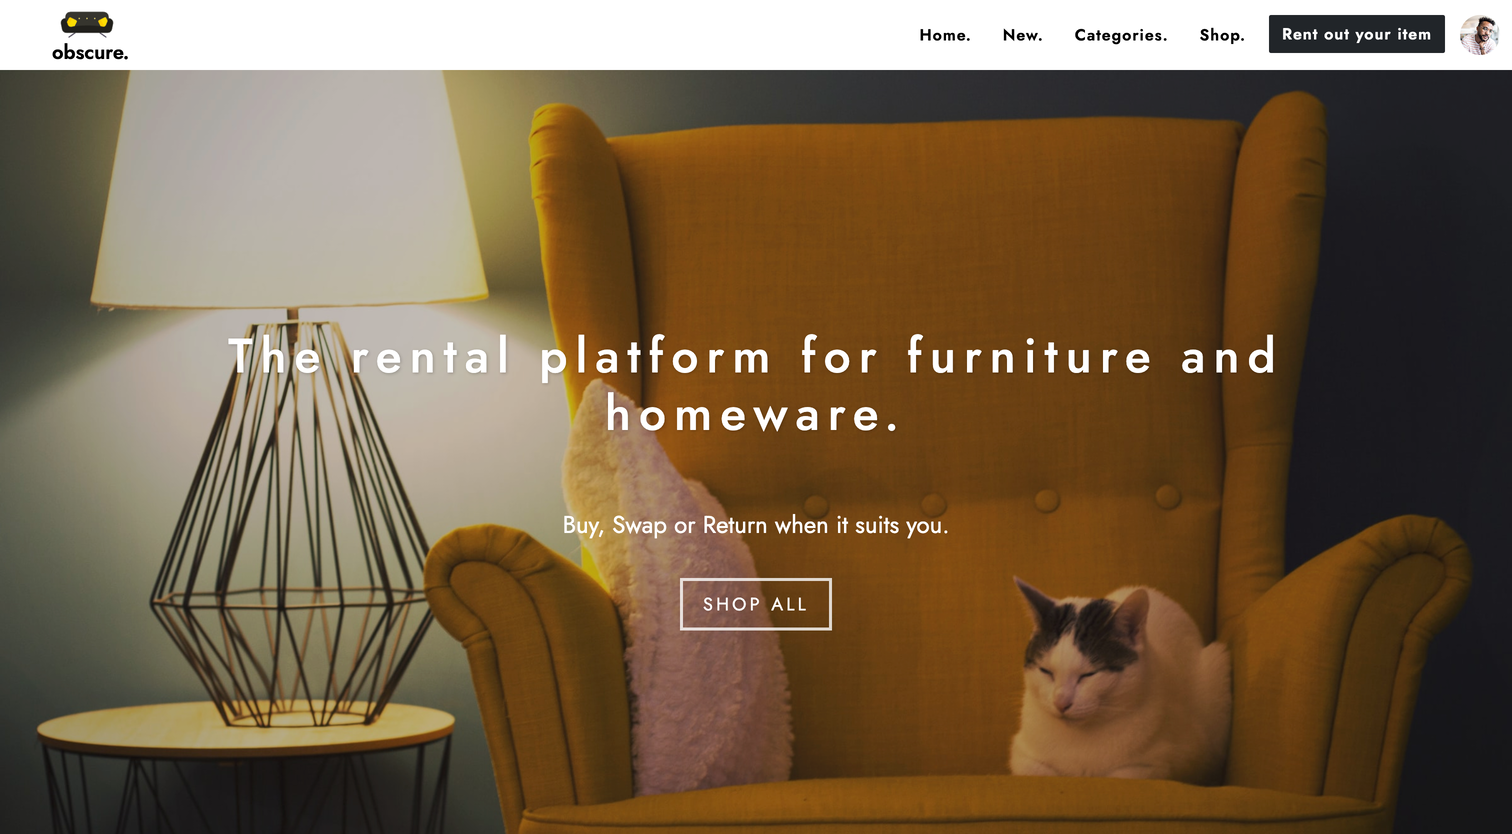 obscure.
Home. New. Categories. Shop. Rent out your item
The rental platform for furniture and
homeware.
Buy, Swap or Return when it suits you.
SHOP ALL